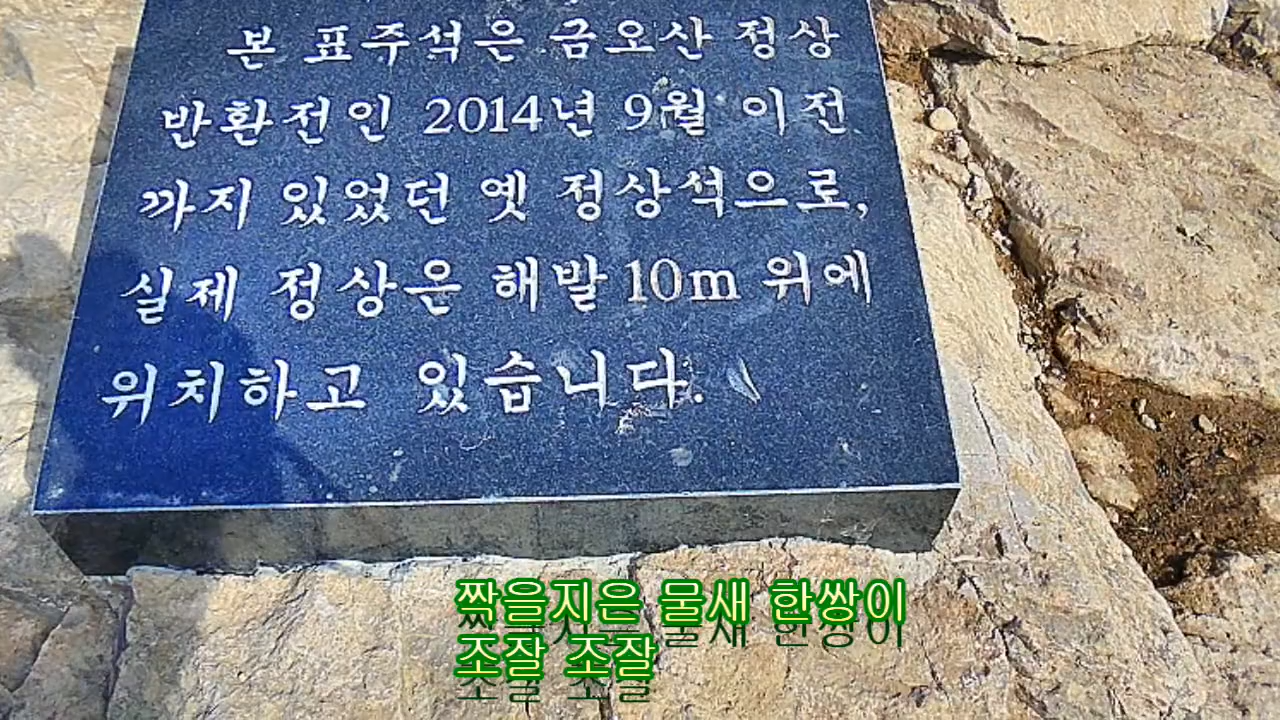 본 표주석은 금오산 정상
반환전인 2014년 9월 이전
까지 있었던 옛 정상석으로,
실제 정상은 해발 10m 위에
위치하고 있습니다.
짝을지은 물새 한쌍이
조잘 조잘